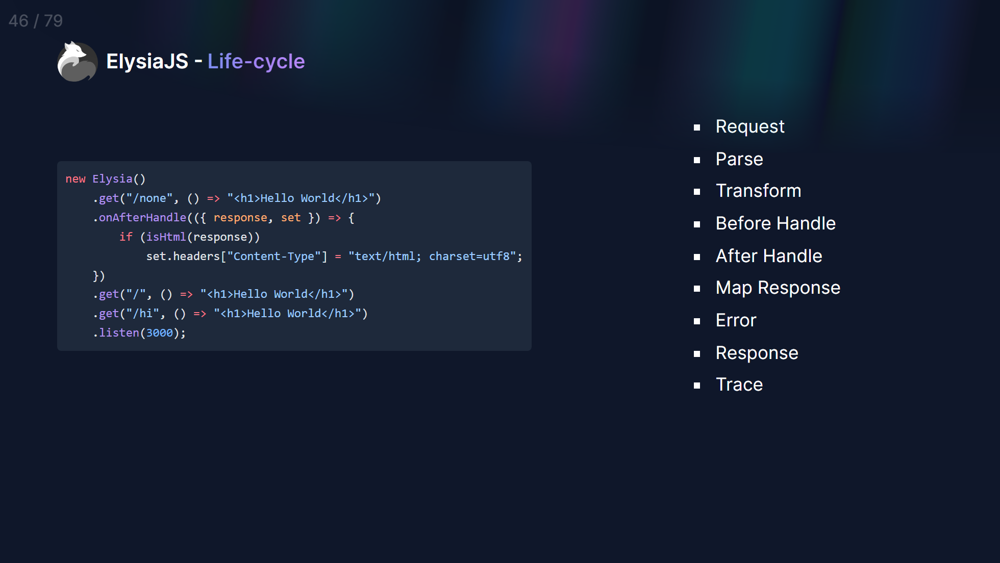 46 / 79
ElysiaJS - Life-cycle
new Elysia()
    .get("/none", () => "<h1>Hello World</h1>")
    .onAfterHandle(({ response, set }) => {
        if (isHtml(response))
            set.headers["Content-Type"] = "text/html; charset=utf8";
    })
    .get("/", () => "<h1>Hello World</h1>")
    .get("/hi", () => "<h1>Hello World</h1>")
    .listen(3000);
Request
Parse
Transform
Before Handle
After Handle
Map Response
Error
Response
Trace